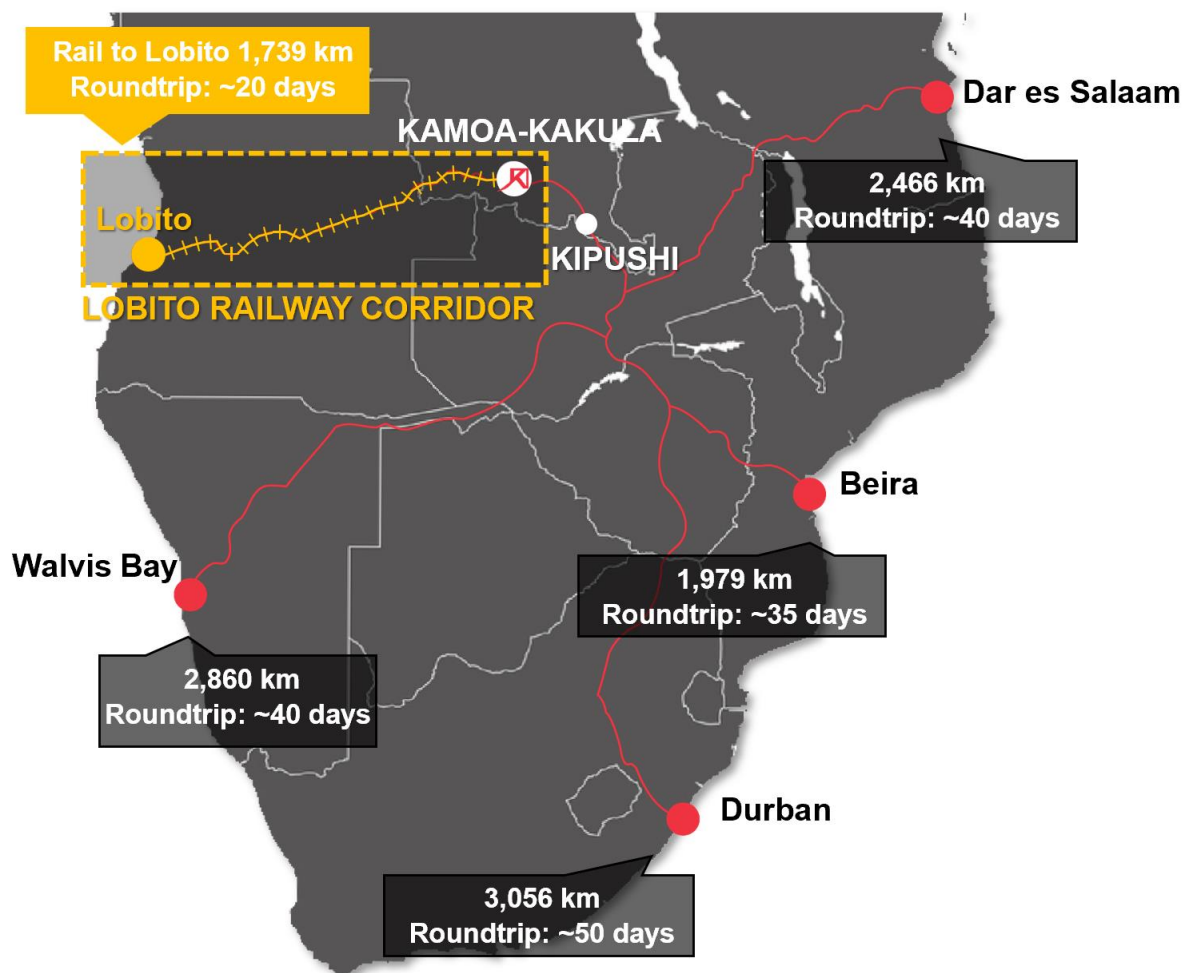 Rail to Lobito 1,739 km
Roundtrip: ~20 days
Dar es Salaam
KAMOA-KAKULA
2,466 km
Roundtrip: ~40 days
Lobito
KIPUSHI
LOBITO RAILWAY CORRIDOR
Beira
Walvis Bay
1,979 km
Roundtrip: ~35 days
2,860 km
Roundtrip: ~40 days
Durban
3,056 km
Roundtrip: ~50 days